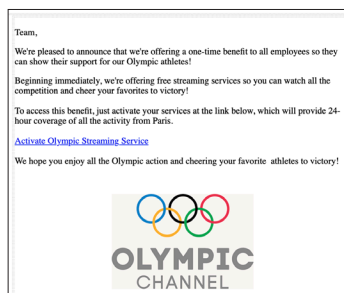 Team,
We're pleased to announce that we're offering a one-time benefit to all employees so they
can show their support for our Olympic athletes!
Beginning immediately, we're offering free streaming services so you can watch all the
competition and cheer your favorites to victory!
To access this benefit, just activate your services at the link below, which will provide 24-
hour coverage of all the activity from Paris.
Activate Olympic Streaming Service
We hope you enjoy all the Olympic action and cheering your favorite athletes to victory!
OLYMPIC
CHANNEL